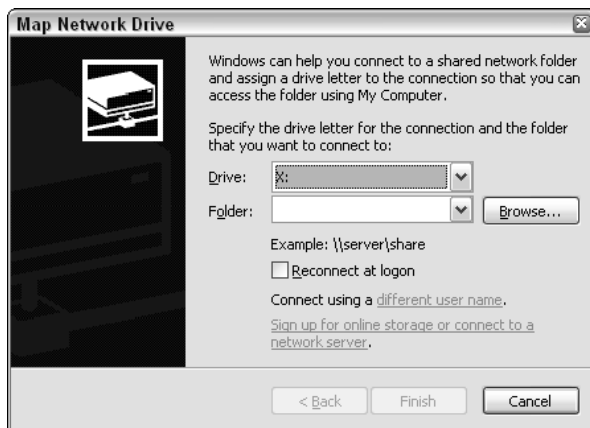 Map Network Drive
Windows can help you connect to a shared network folder
and assign a drive letter to the connection so that you can
access the folder using My Computer.
Specify the drive letter for the connection and the folder
that you want to connect to:
Drive: X:
Folder: Browse...
Example: \\server\share
Reconnect at logon
Connect using a different user name.
Sign up for online storage or connect to a
network server.
< Back Finish Cancel